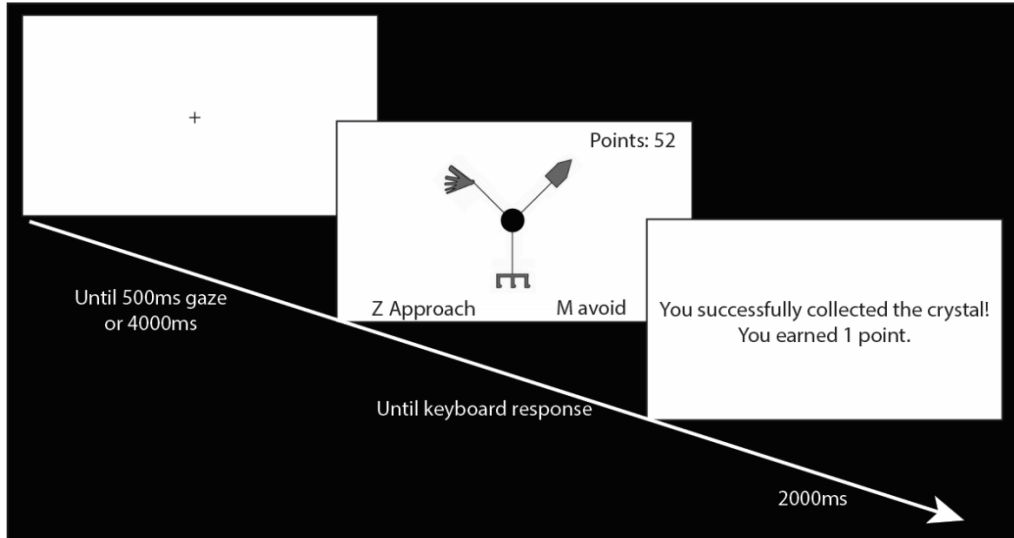 +
Points: 52
Z Approach
M avoid
You successfully collected the crystal!
You earned 1 point.
Until 500ms gaze
or 4000ms
Until keyboard response
2000ms